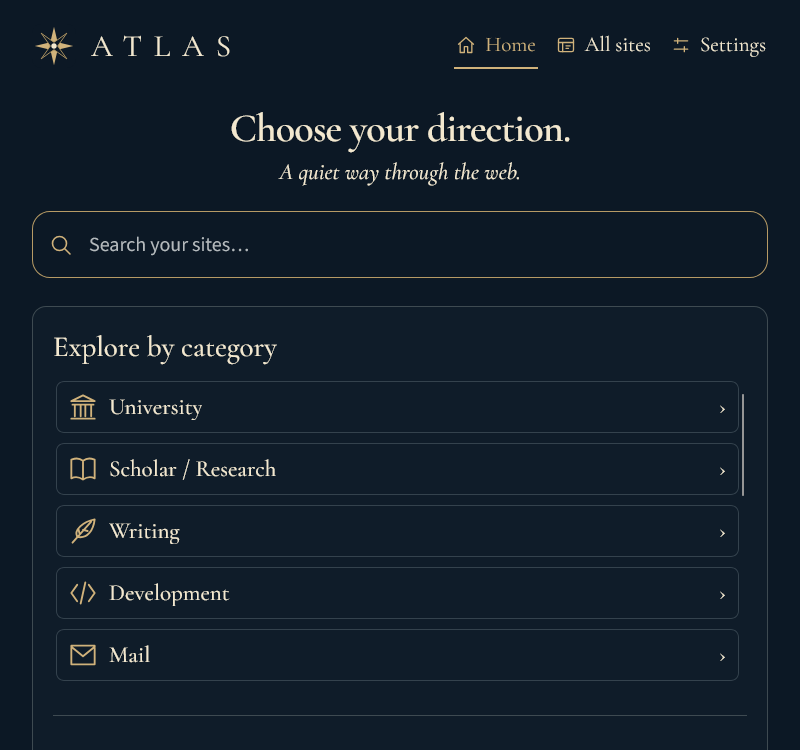 ATLAS
Home All sites Settings
Choose your direction.
A quiet way through the web.
Search your sites…
Explore by category
University ›
Scholar / Research ›
Writing ›
Development ›
Mail ›